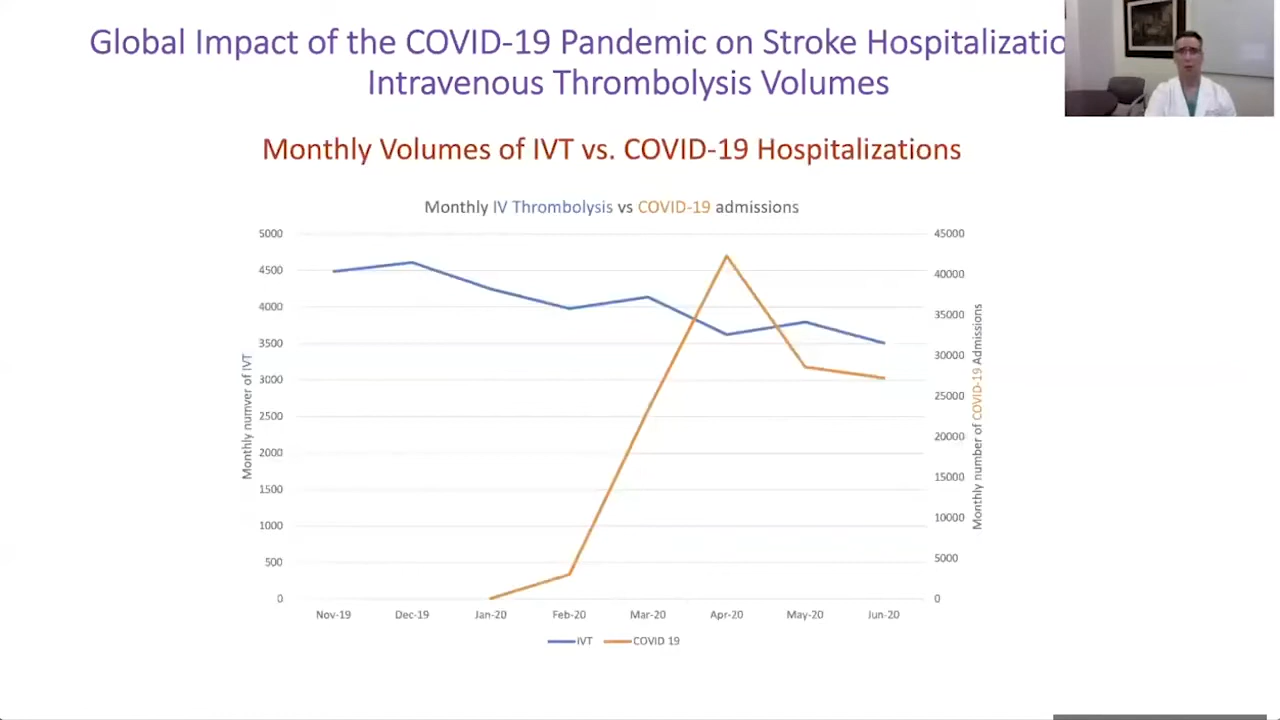 Global Impact of the COVID-19 Pandemic on Stroke Hospitalizatio
Intravenous Thrombolysis Volumes
Monthly Volumes of IVT vs. COVID-19 Hospitalizations
Monthly IV Thrombolysis vs COVID-19 admissions
5000
4500
4000
3500
3000
2500
2000
1500
1000
500
0
Monthly numver of IVT
45000
40000
35000
30000
25000
20000
15000
10000
5000
0
Monthly number of COVID-19 Admissions
Nov-19 Dec-19 Jan-20 Feb-20 Mar-20 Apr-20 May-20 Jun-20
IVT COVID 19